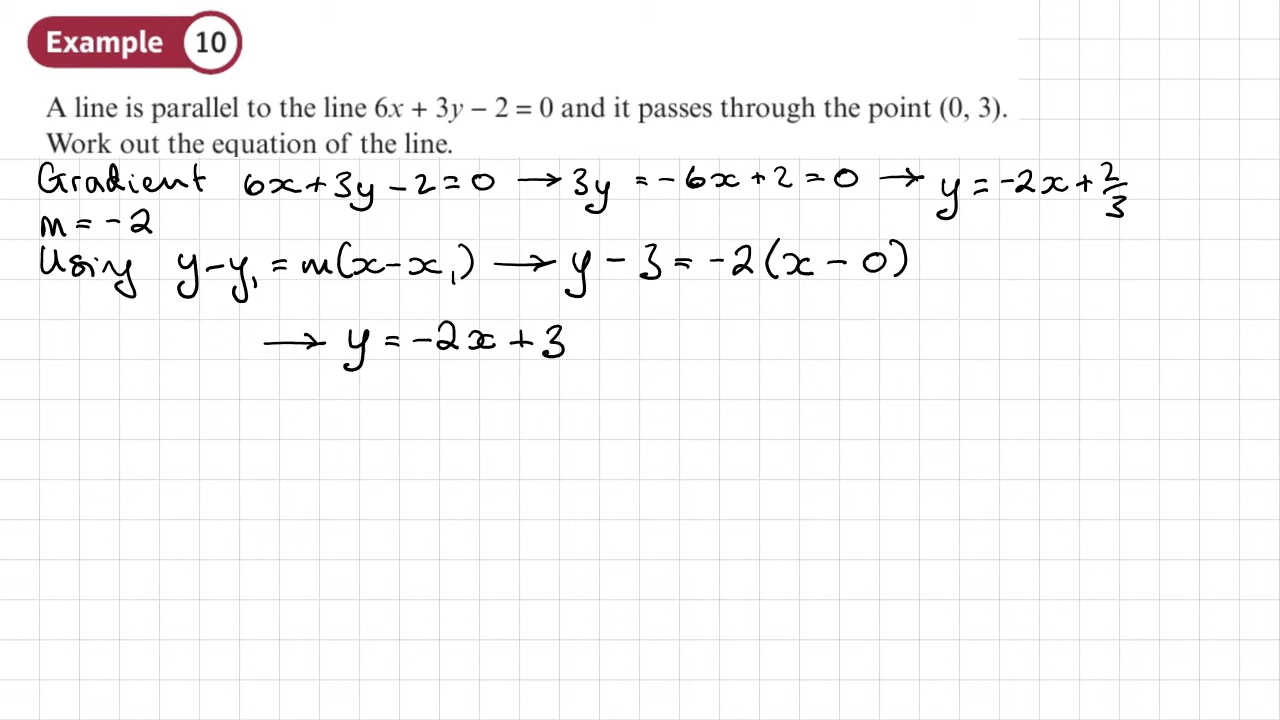 Example 10
A line is parallel to the line 6x + 3y − 2 = 0 and it passes through the point (0, 3).
Work out the equation of the line.
Gradient 6x+3y-2=0 → 3y = -6x+2=0 → y = -2x + 2/3
m = -2
Using y-y₁ = m(x-x₁) → y - 3 = -2(x - 0)
→ y = -2x + 3